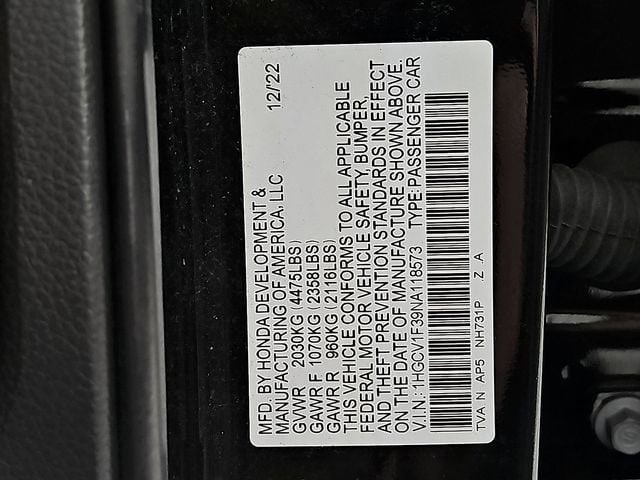 MFD. BY HONDA DEVELOPMENT &
MANUFACTURING OF AMERICA, LLC 12/'22
GVWR 2030KG (4475LBS)
GAWR F 1070KG (2358LBS)
GAWR R 960KG (2116LBS)
THIS VEHICLE CONFORMS TO ALL APPLICABLE
FEDERAL MOTOR VEHICLE SAFETY, BUMPER,
AND THEFT PREVENTION STANDARDS IN EFFECT
ON THE DATE OF MANUFACTURE SHOWN ABOVE.
V.I.N.: 1HGCV1F39NA118573 TYPE: PASSENGER CAR
TVA N AP5 NH731P .Z .A